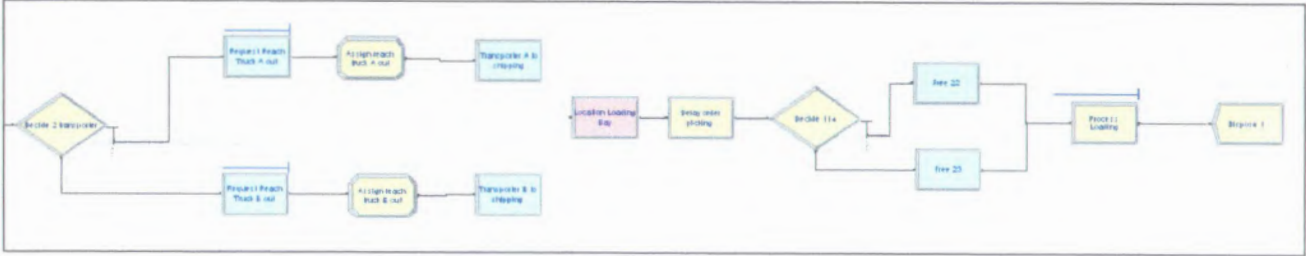 Decide 2 transporter
Request Reach
Truck A out
Assign reach
truck A out
Transporter A to
shipping
Request Reach
Truck B out
Assign reach
truck B out
Transporter B to
shipping
Location Loading
Bay
Delay order
picking
Decide 114
Free 22
Free 23
Process
Loading
Dispose 1